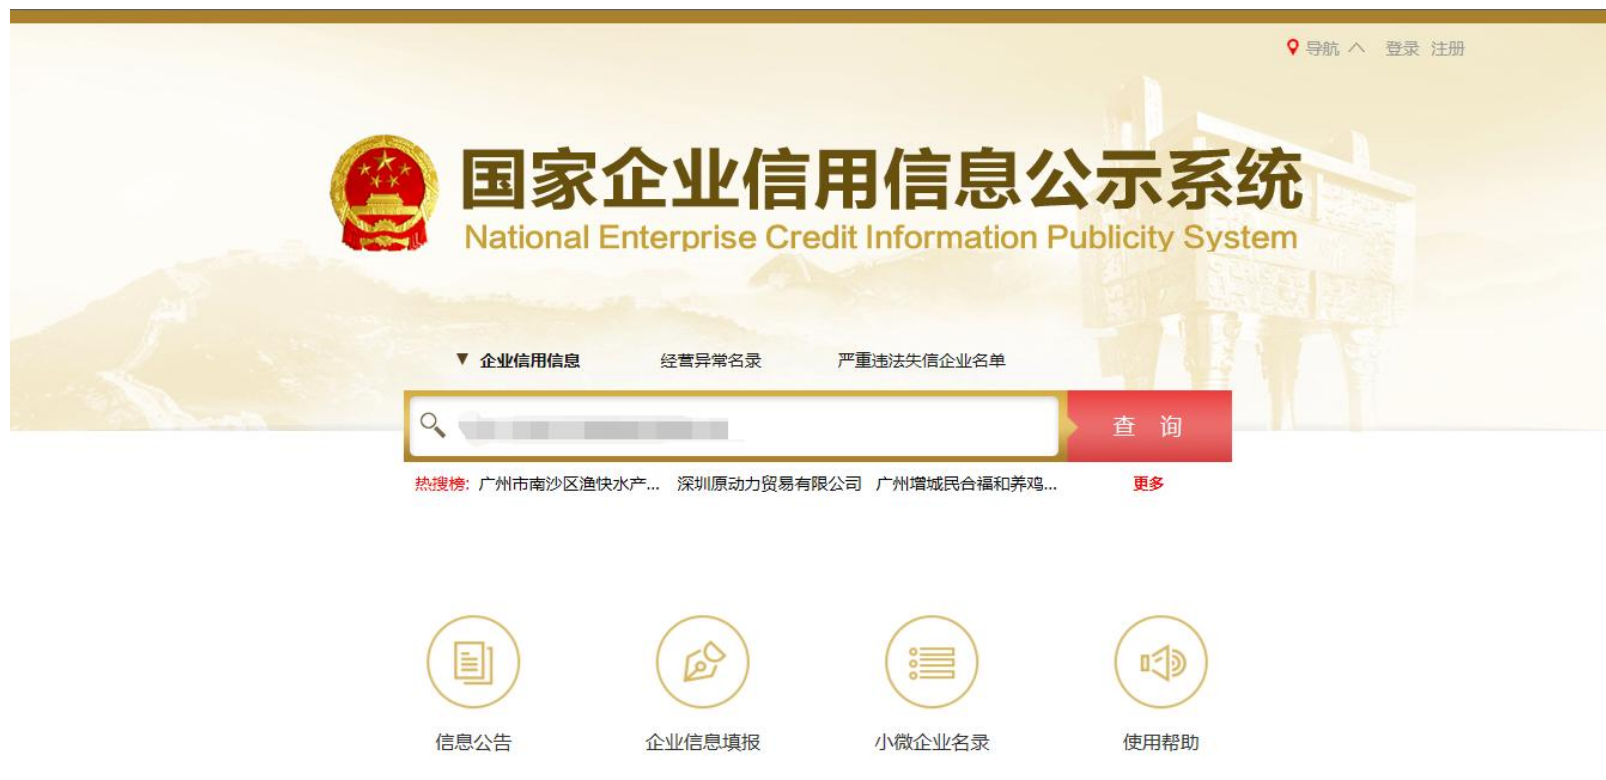 导航 登录 注册
国家企业信用信息公示系统
National Enterprise Credit Information Publicity System
企业信用信息 经营异常名录 严重违法失信企业名单
查 询
热搜榜: 广州市南沙区渔快水产... 深圳原动力贸易有限公司 广州增城民合福和养鸡... 更多
信息公告 企业信息填报 小微企业名录 使用帮助